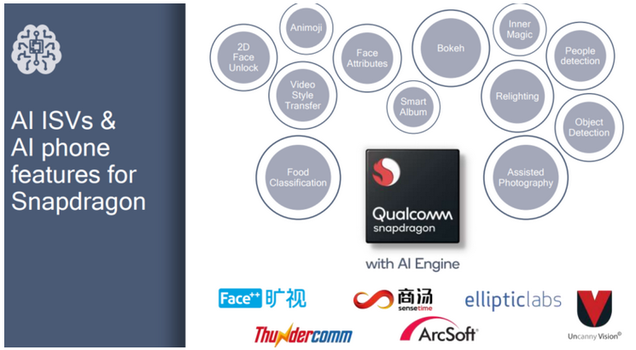 AI ISVs &
AI phone
features for
Snapdragon
2D
Face
Unlock
Animoji
Face
Attributes
Video
Style
Transfer
Smart
Album
Food
Classification
Bokeh
Inner
Magic
People
detection
Relighting
Object
Detection
Assisted
Photography
Qualcomm
snapdragon
with AI Engine
Face++ 旷视
商汤
sensetime
ellipticlabs
Thundercomm
ArcSoft®
Uncanny Vision®